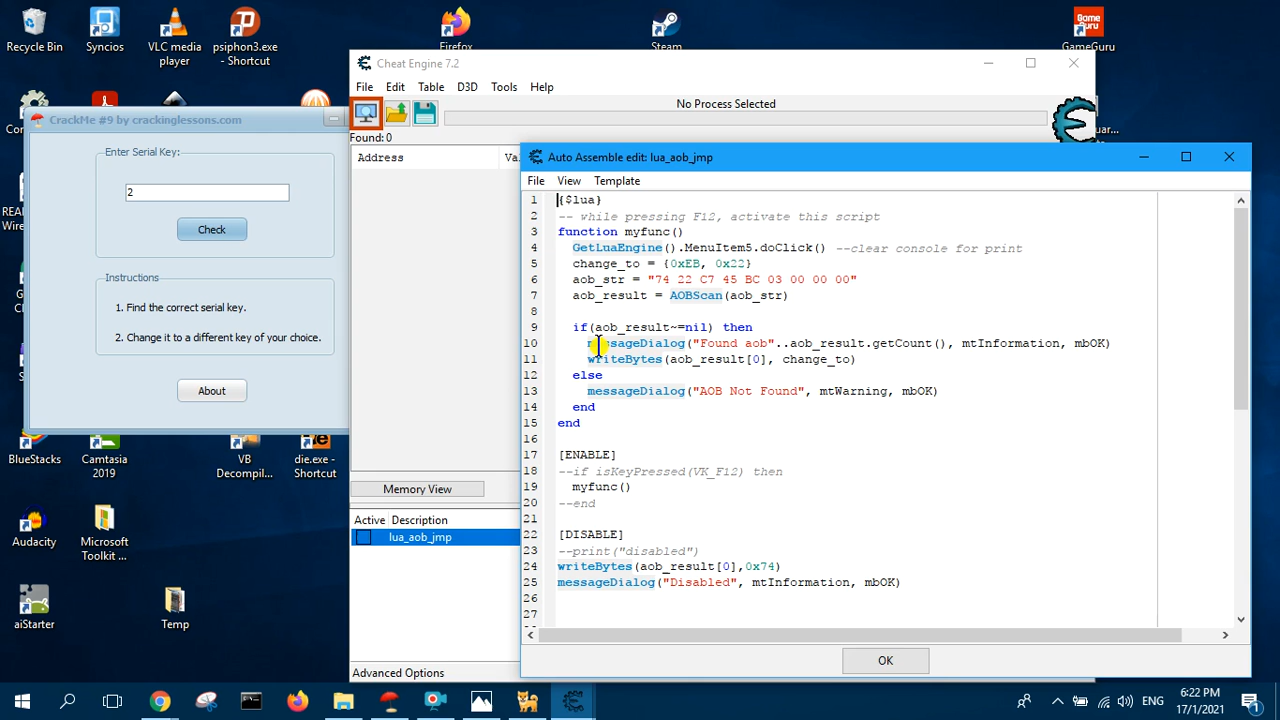 Recycle Bin
Syncios
VLC media
player
psiphon3.exe
- Shortcut
Firefox
Steam
GameGuru
Cheat Engine 7.2
File Edit Table D3D Tools Help
No Process Selected
Found: 0
Address
CrackMe #9 by crackinglessons.com
Enter Serial Key:
2
Check
Instructions
1. Find the correct serial key.
2. Change it to a different key of your choice.
About
Auto Assemble edit: lua_aob_jmp
File View Template
1 {$lua}
2 -- while pressing F12, activate this script
3 function myfunc()
4 GetLuaEngine().MenuItem5.doClick() --clear console for print
5 change_to = {0xEB, 0x22}
6 aob_str = "74 22 C7 45 BC 03 00 00 00"
7 aob_result = AOBScan(aob_str)
8
9 if(aob_result~=nil) then
10 messageDialog("Found aob"..aob_result.getCount(), mtInformation, mbOK)
11 writeBytes(aob_result[0], change_to)
12 else
13 messageDialog("AOB Not Found", mtWarning, mbOK)
14 end
15 end
16
17 [ENABLE]
18 --if isKeyPressed(VK_F12) then
19 myfunc()
20 --end
21
22 [DISABLE]
23 --print("disabled")
24 writeBytes(aob_result[0],0x74)
25 messageDialog("Disabled", mtInformation, mbOK)
26
27
OK
Memory View
Active Description
lua_aob_jmp
Advanced Options
BlueStacks
Camtasia
2019
VB
Decompil...
die.exe -
Shortcut
Audacity
Microsoft
Toolkit ...
aiStarter
Temp
ENG
6:22 PM
17/1/2021
1